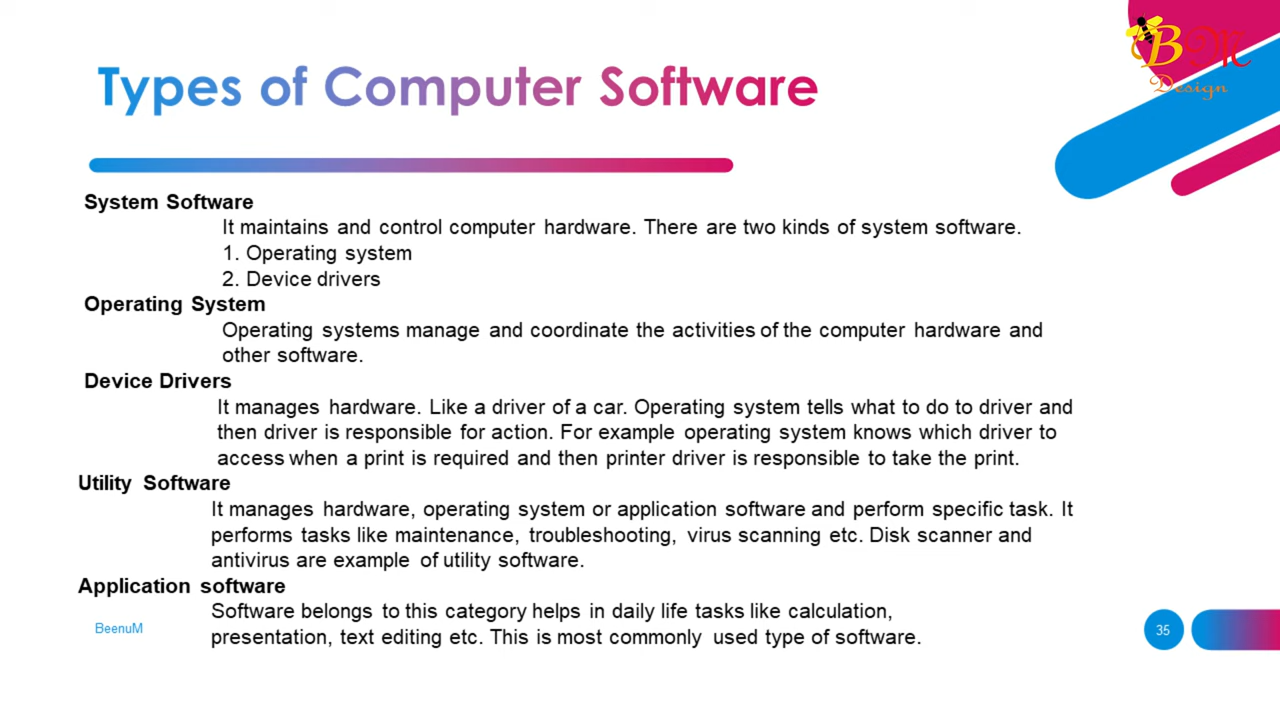 B M
Design
Types of Computer Software
System Software
It maintains and control computer hardware. There are two kinds of system software.
1. Operating system
2. Device drivers
Operating System
Operating systems manage and coordinate the activities of the computer hardware and
other software.
Device Drivers
It manages hardware. Like a driver of a car. Operating system tells what to do to driver and
then driver is responsible for action. For example operating system knows which driver to
access when a print is required and then printer driver is responsible to take the print.
Utility Software
It manages hardware, operating system or application software and perform specific task. It
performs tasks like maintenance, troubleshooting, virus scanning etc. Disk scanner and
antivirus are example of utility software.
Application software
Software belongs to this category helps in daily life tasks like calculation,
presentation, text editing etc. This is most commonly used type of software.
BeenuM
35